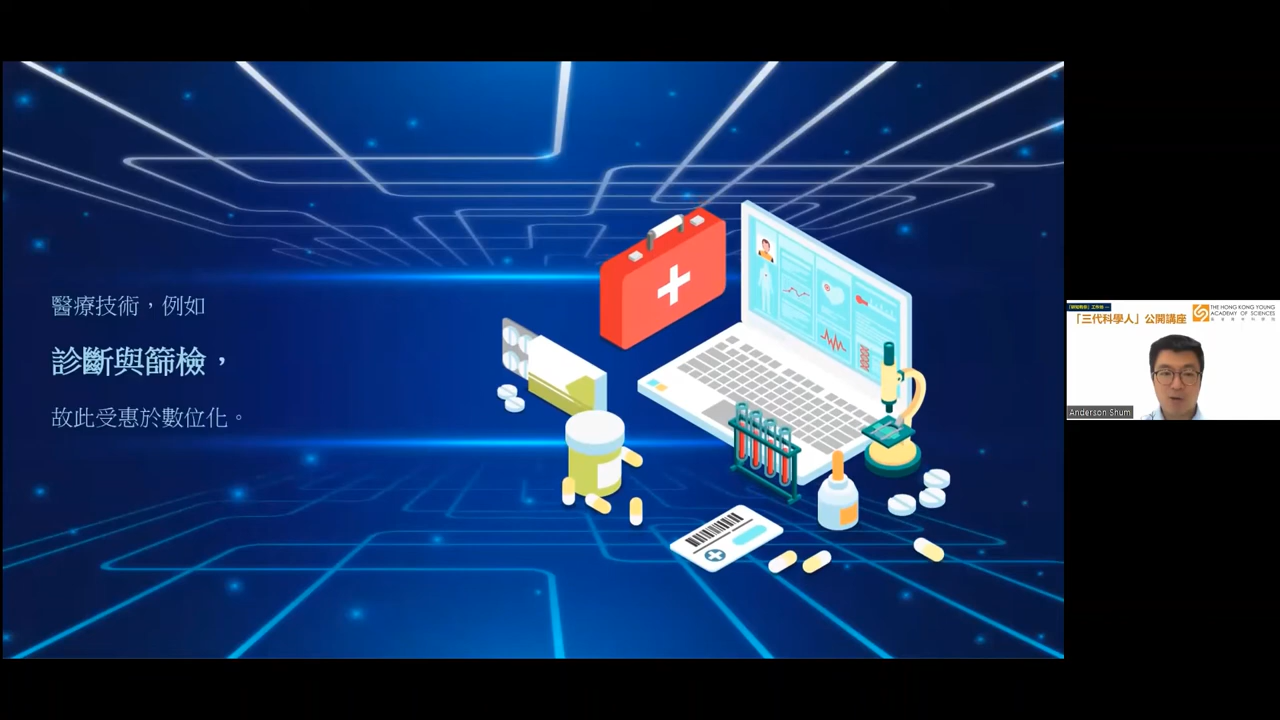 醫療技術，例如
診斷與篩檢，
故此受惠於數位化。
「三代科學人」公開講座
THE HONG KONG YOUNG
ACADEMY OF SCIENCES
Anderson Shum